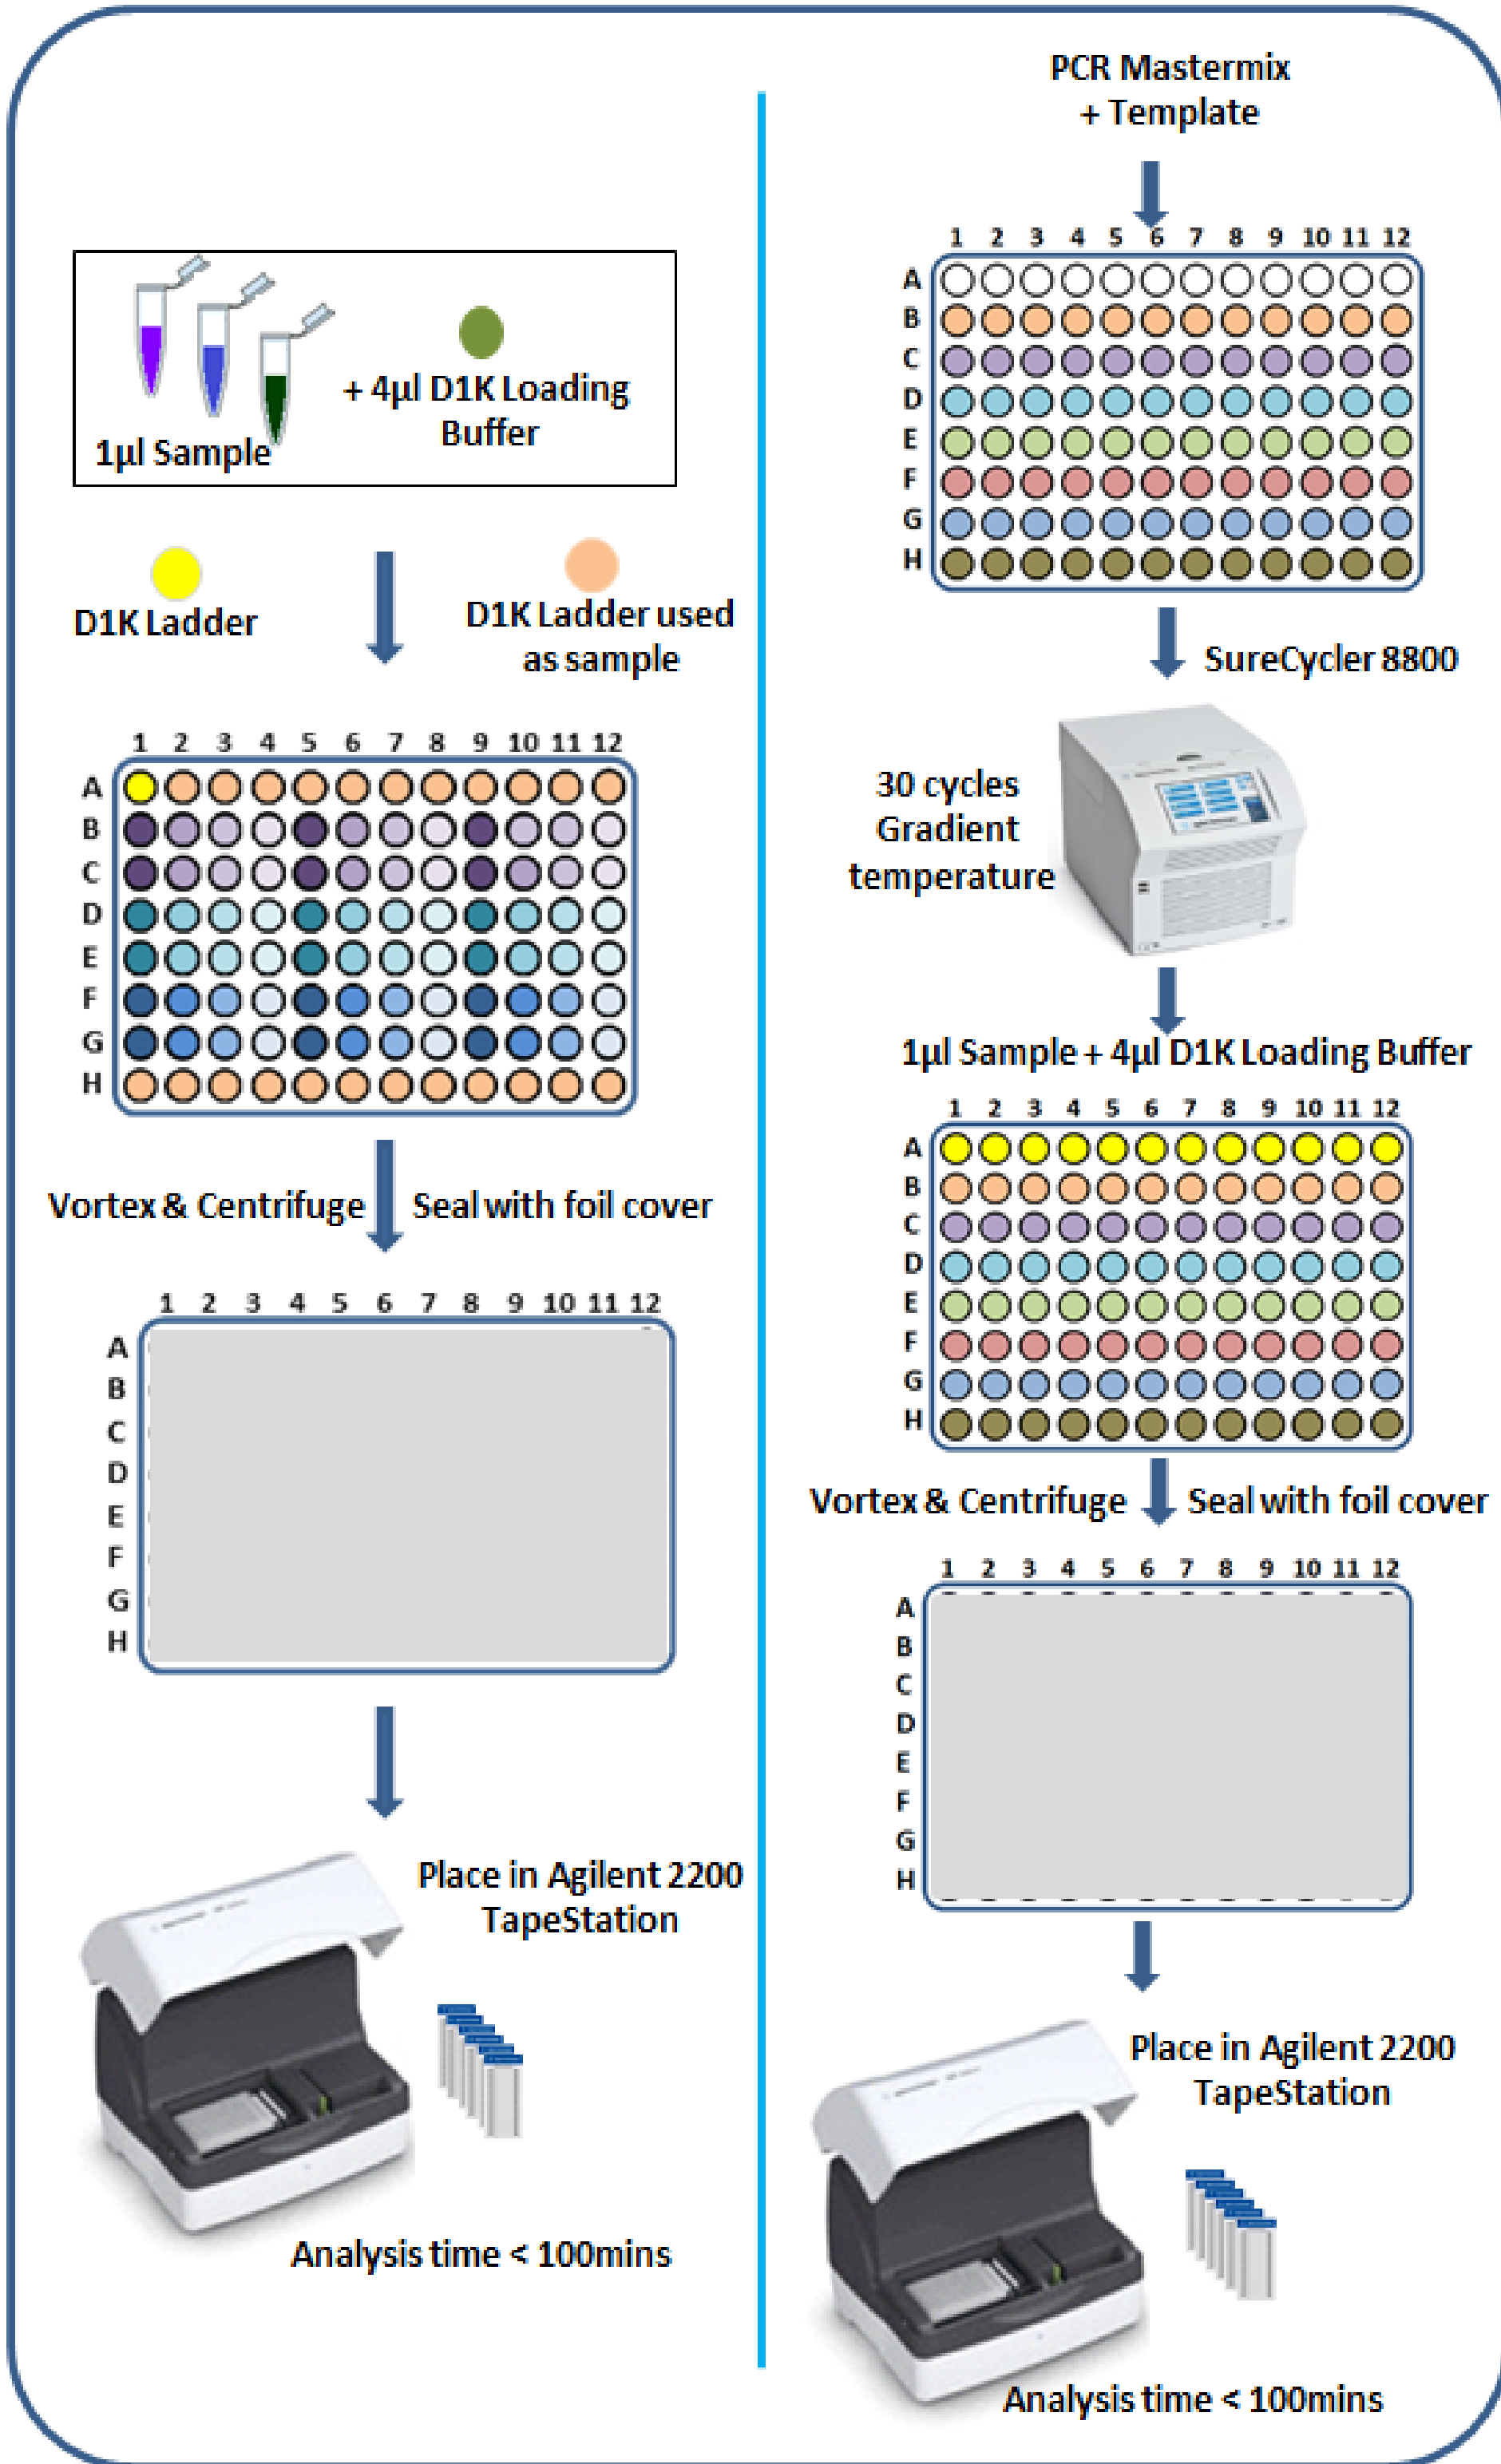 1µl Sample
+ 4µl D1K Loading
Buffer
D1K Ladder
D1K Ladder used
as sample
1 2 3 4 5 6 7 8 9 10 11 12
A
B
C
D
E
F
G
H
Vortex & Centrifuge
Seal with foil cover
1 2 3 4 5 6 7 8 9 10 11 12
A
B
C
D
E
F
G
H
Place in Agilent 2200
TapeStation
Analysis time < 100mins
PCR Mastermix
+ Template
1 2 3 4 5 6 7 8 9 10 11 12
A
B
C
D
E
F
G
H
SureCycler 8800
30 cycles
Gradient
temperature
1µl Sample + 4µl D1K Loading Buffer
1 2 3 4 5 6 7 8 9 10 11 12
A
B
C
D
E
F
G
H
Vortex & Centrifuge
Seal with foil cover
1 2 3 4 5 6 7 8 9 10 11 12
A
B
C
D
E
F
G
H
Place in Agilent 2200
TapeStation
Analysis time < 100mins